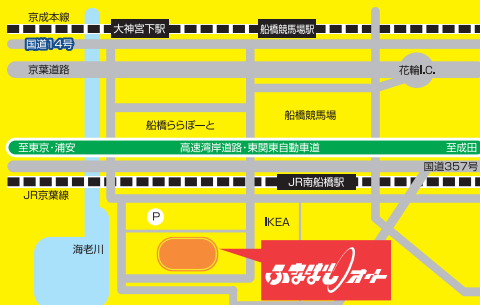 京成本線
大神宮下駅
船橋競馬場駅
国道14号
京葉道路
花輪I.C.
船橋ららぽーと
船橋競馬場
至東京・浦安
高速湾岸道路・東関東自動車道
至成田
国道357号
JR南船橋駅
JR京葉線
P
IKEA
海老川
ふなばしオート